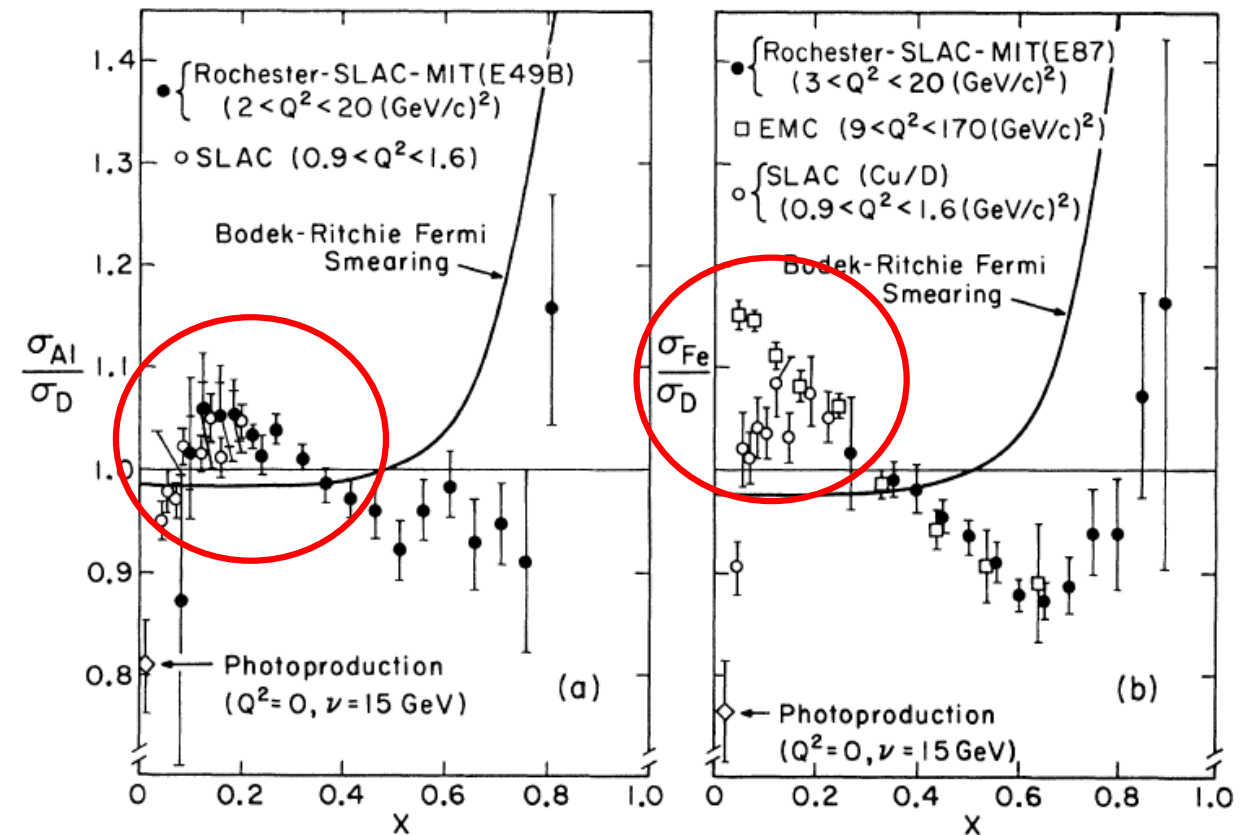 1.4
1.3
1.2
1.1
1.0
0.9
0.8
σAl
σD
● { Rochester-SLAC-MIT(E49B)
(2<Q²<20 (GeV/c)²)
○ SLAC (0.9<Q²<1.6)
Bodek-Ritchie Fermi
Smearing
Photoproduction
(Q²=0, ν=15 GeV)
(a)
0 0.2 0.4 0.6 0.8 1.0
X
σFe
σD
● { Rochester-SLAC-MIT(E87)
(3<Q²<20 (GeV/c)²)
□ EMC (9<Q²<170(GeV/c)²)
○ { SLAC (Cu/D)
(0.9<Q²<1.6(GeV/c)²)
Bodek-Ritchie Fermi
Smearing
Photoproduction
(Q²=0, ν=15GeV)
(b)
0 0.2 0.4 0.6 0.8 1.0
X